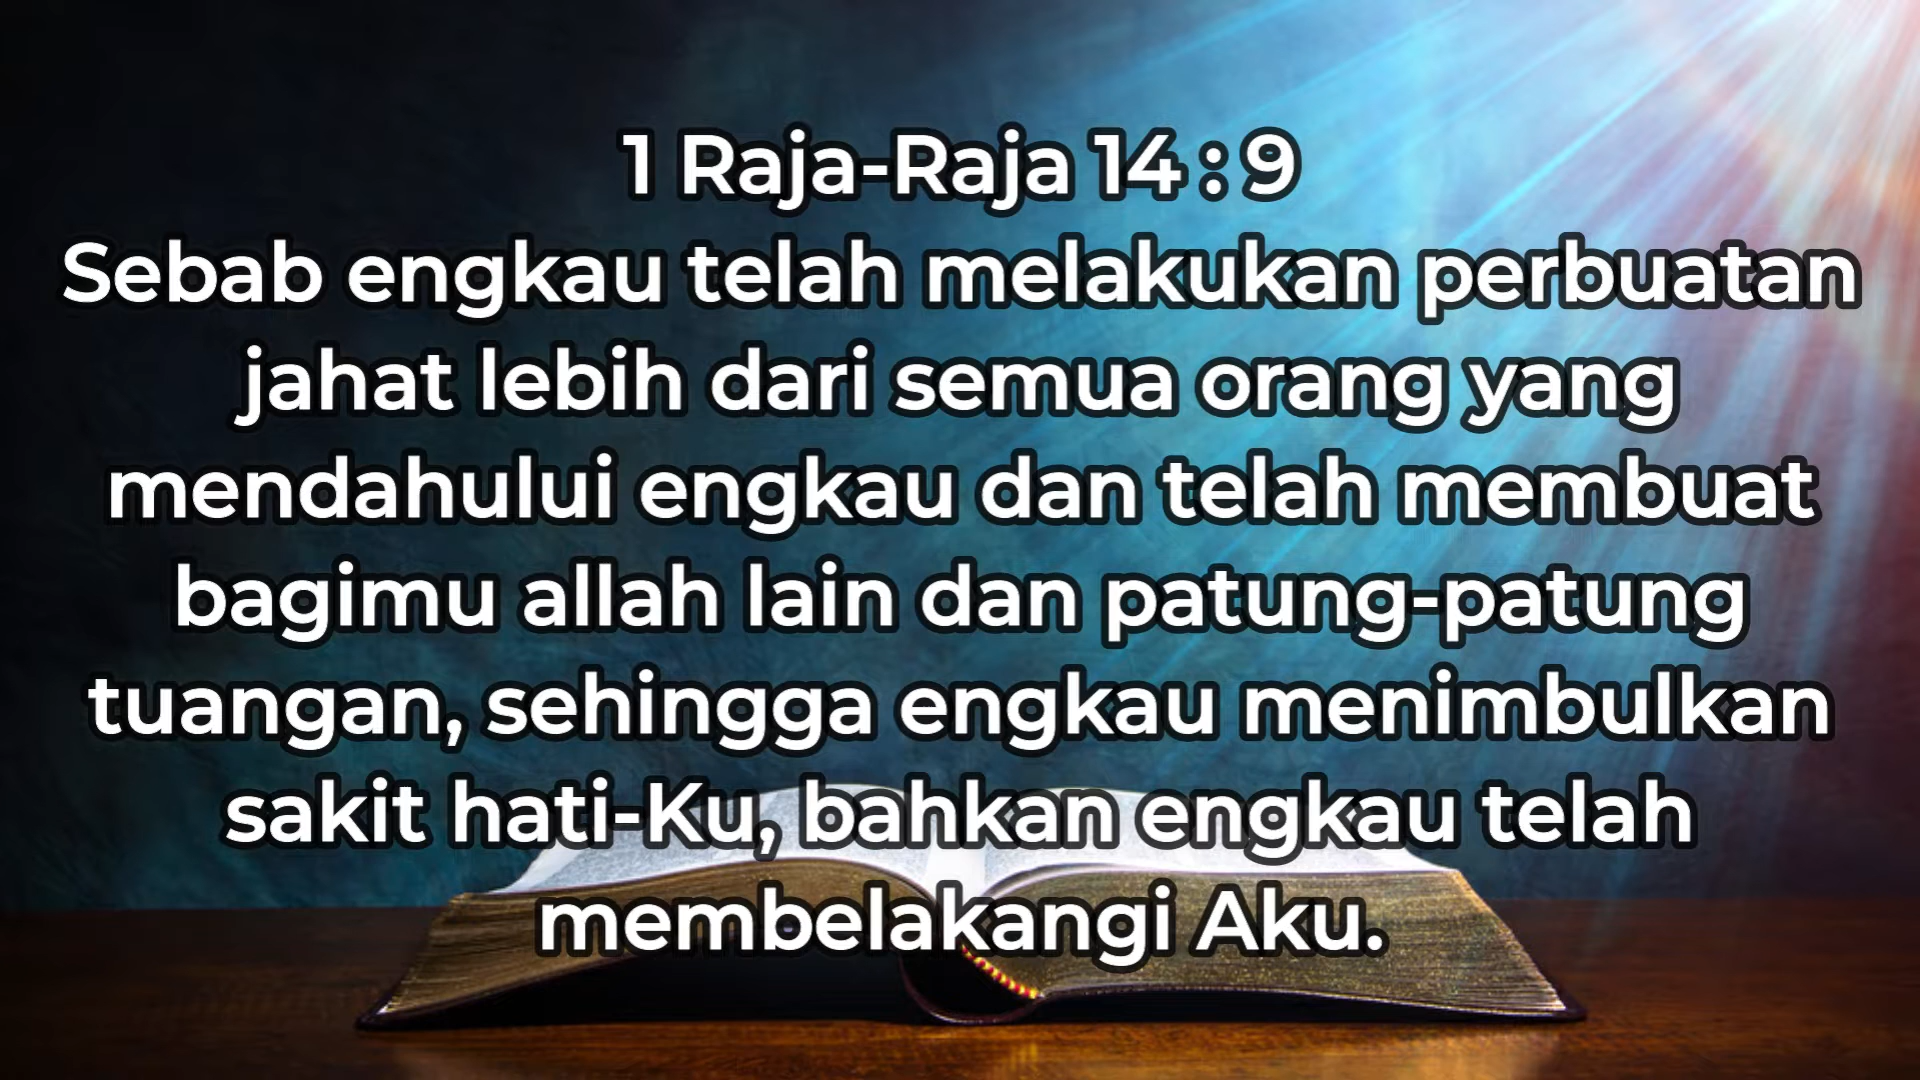 1 Raja-Raja 14 : 9
Sebab engkau telah melakukan perbuatan
jahat lebih dari semua orang yang
mendahului engkau dan telah membuat
bagimu allah lain dan patung-patung
tuangan, sehingga engkau menimbulkan
sakit hati-Ku, bahkan engkau telah
membelakangi Aku.